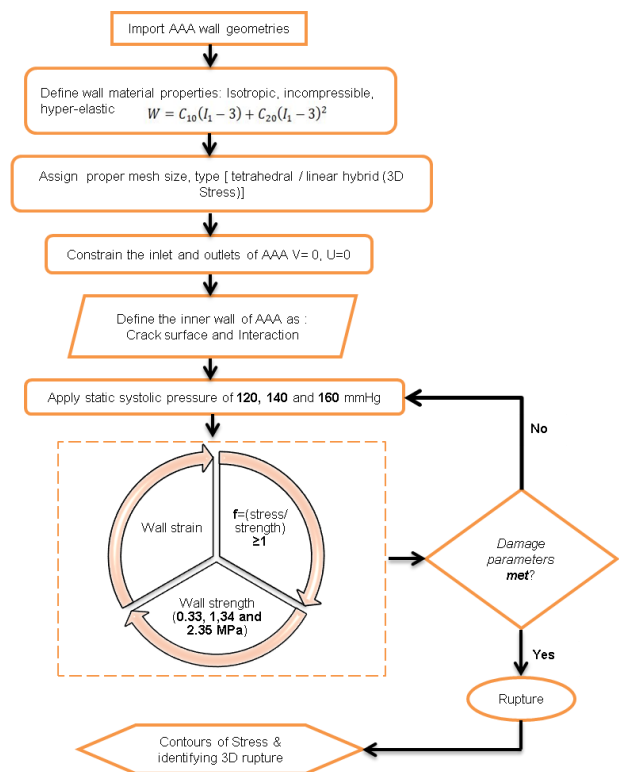 Import AAA wall geometries
Define wall material properties: Isotropic, incompressible,
hyper-elastic W = C₁₀(I₁ − 3) + C₂₀(I₁ − 3)²
Assign proper mesh size, type [ tetrahedral / linear hybrid (3D
Stress)]
Constrain the inlet and outlets of AAA V= 0, U=0
Define the inner wall of AAA as :
Crack surface and Interaction
Apply static systolic pressure of 120, 140 and 160 mmHg
No
Wall strain
f=(stress/
strength)
≥1
Wall strength
(0.33, 1,34 and
2.35 MPa)
Damage
parameters
met?
Yes
Rupture
Contours of Stress &
identifying 3D rupture